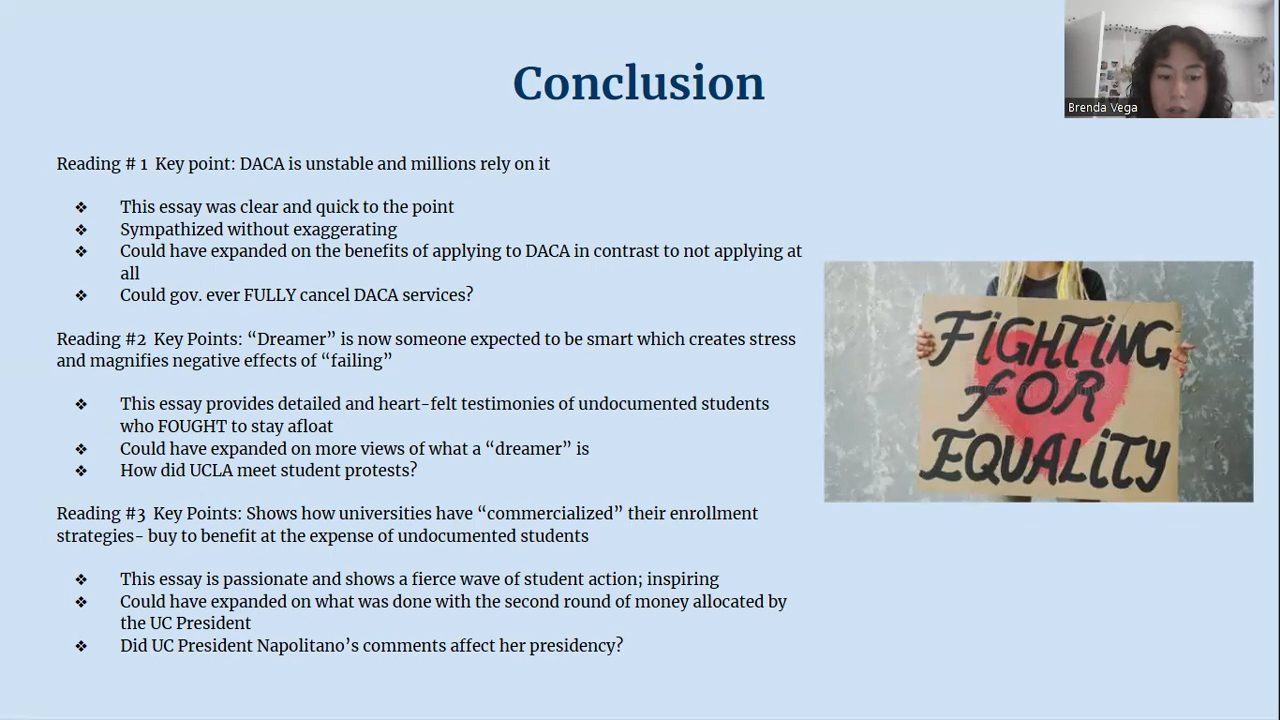 Conclusion
Brenda Vega
Reading # 1 Key point: DACA is unstable and millions rely on it
❖ This essay was clear and quick to the point
❖ Sympathized without exaggerating
❖ Could have expanded on the benefits of applying to DACA in contrast to not applying at
all
❖ Could gov. ever FULLY cancel DACA services?
Reading #2 Key Points: “Dreamer” is now someone expected to be smart which creates stress
and magnifies negative effects of “failing”
❖ This essay provides detailed and heart-felt testimonies of undocumented students
who FOUGHT to stay afloat
❖ Could have expanded on more views of what a “dreamer” is
❖ How did UCLA meet student protests?
Reading #3 Key Points: Shows how universities have “commercialized” their enrollment
strategies- buy to benefit at the expense of undocumented students
❖ This essay is passionate and shows a fierce wave of student action; inspiring
❖ Could have expanded on what was done with the second round of money allocated by
the UC President
❖ Did UC President Napolitano’s comments affect her presidency?
FiGHTiNG
FOR
EQUALiTY